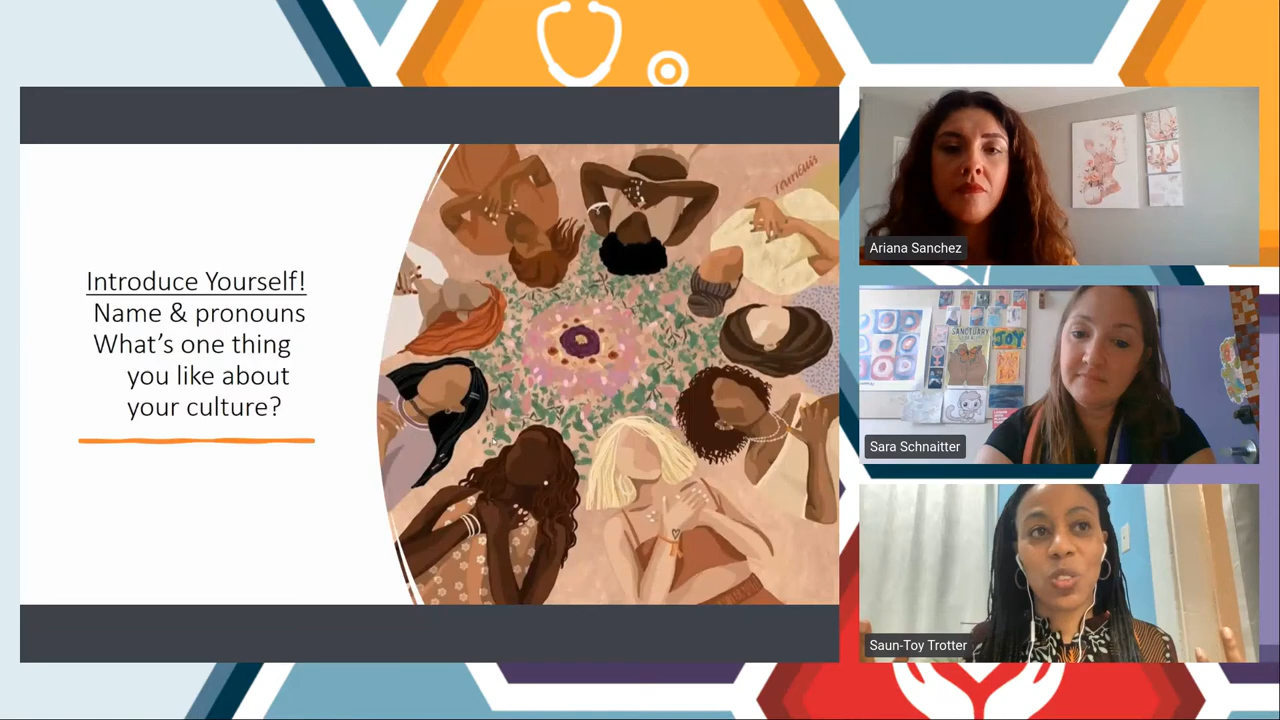 Introduce Yourself!
Name & pronouns
What's one thing
you like about
your culture?
Ariana Sanchez
SANCTUARY
JOY
Sara Schnaitter
Saun-Toy Trotter